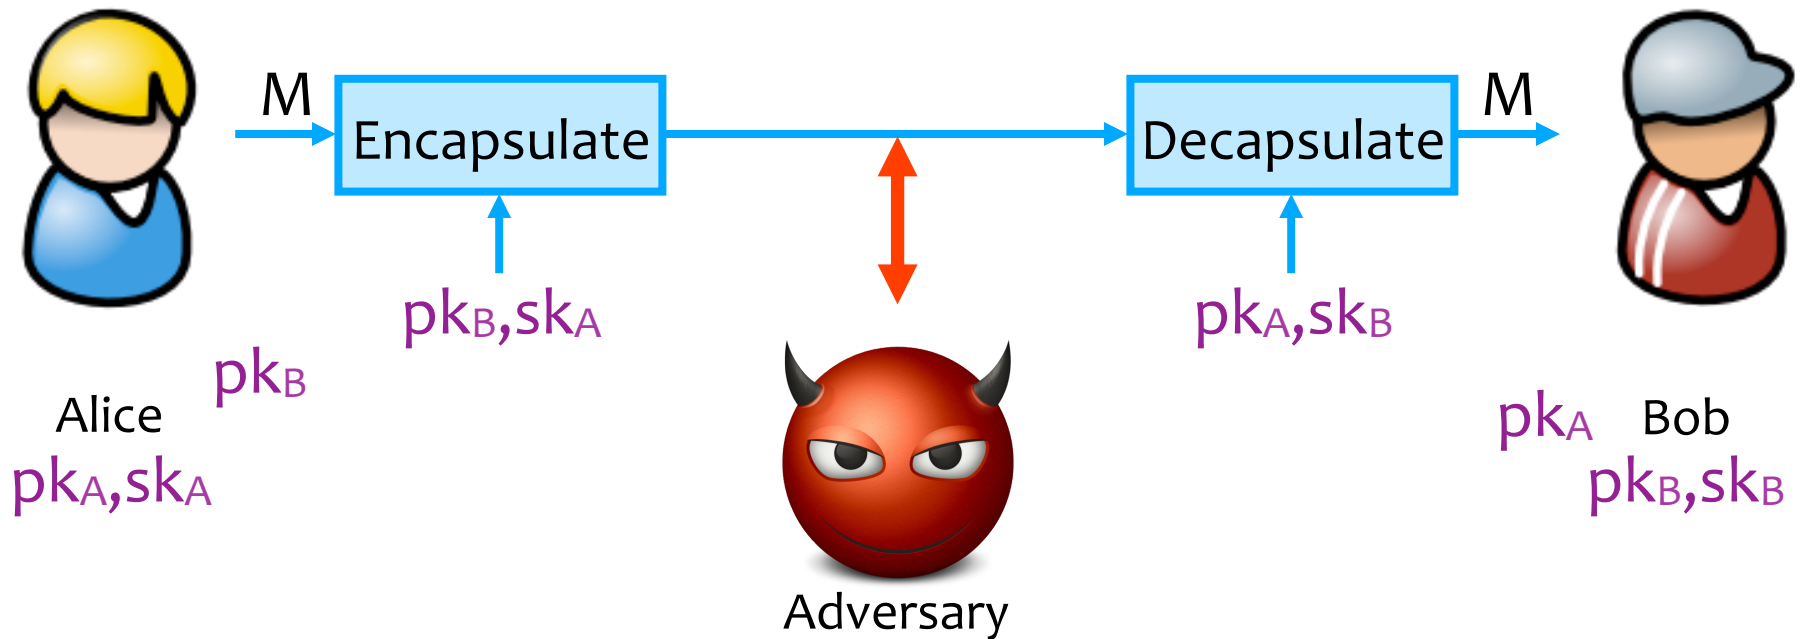 M
Encapsulate
Decapsulate
M
pkB,skA
pkA,skB
pkB
Alice
pkA,skA
pkA
Bob
pkB,skB
Adversary